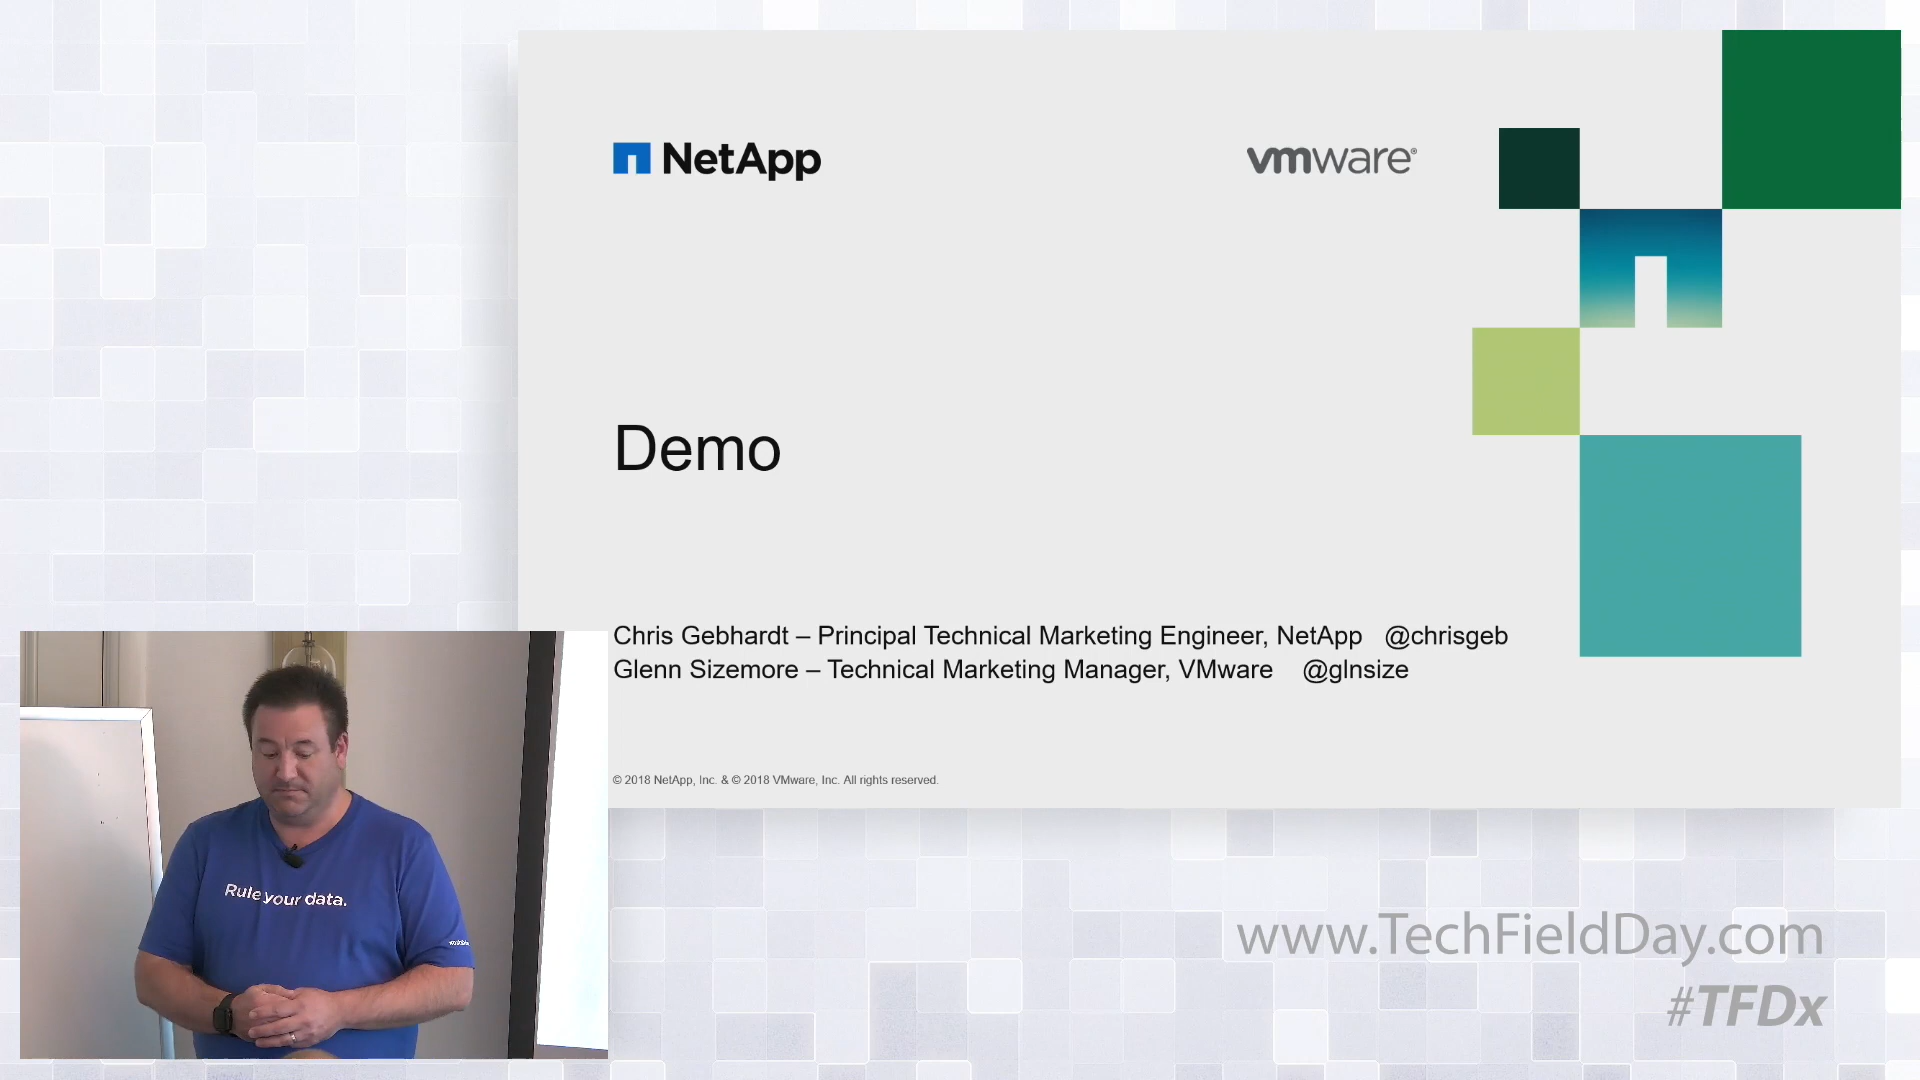 NetApp
vmware®
Demo
Chris Gebhardt – Principal Technical Marketing Engineer, NetApp @chrisgeb
Glenn Sizemore – Technical Marketing Manager, VMware @glnsize
© 2018 NetApp, Inc. & © 2018 VMware, Inc. All rights reserved.
Rule your data.
www.TechFieldDay.com
#TFDx